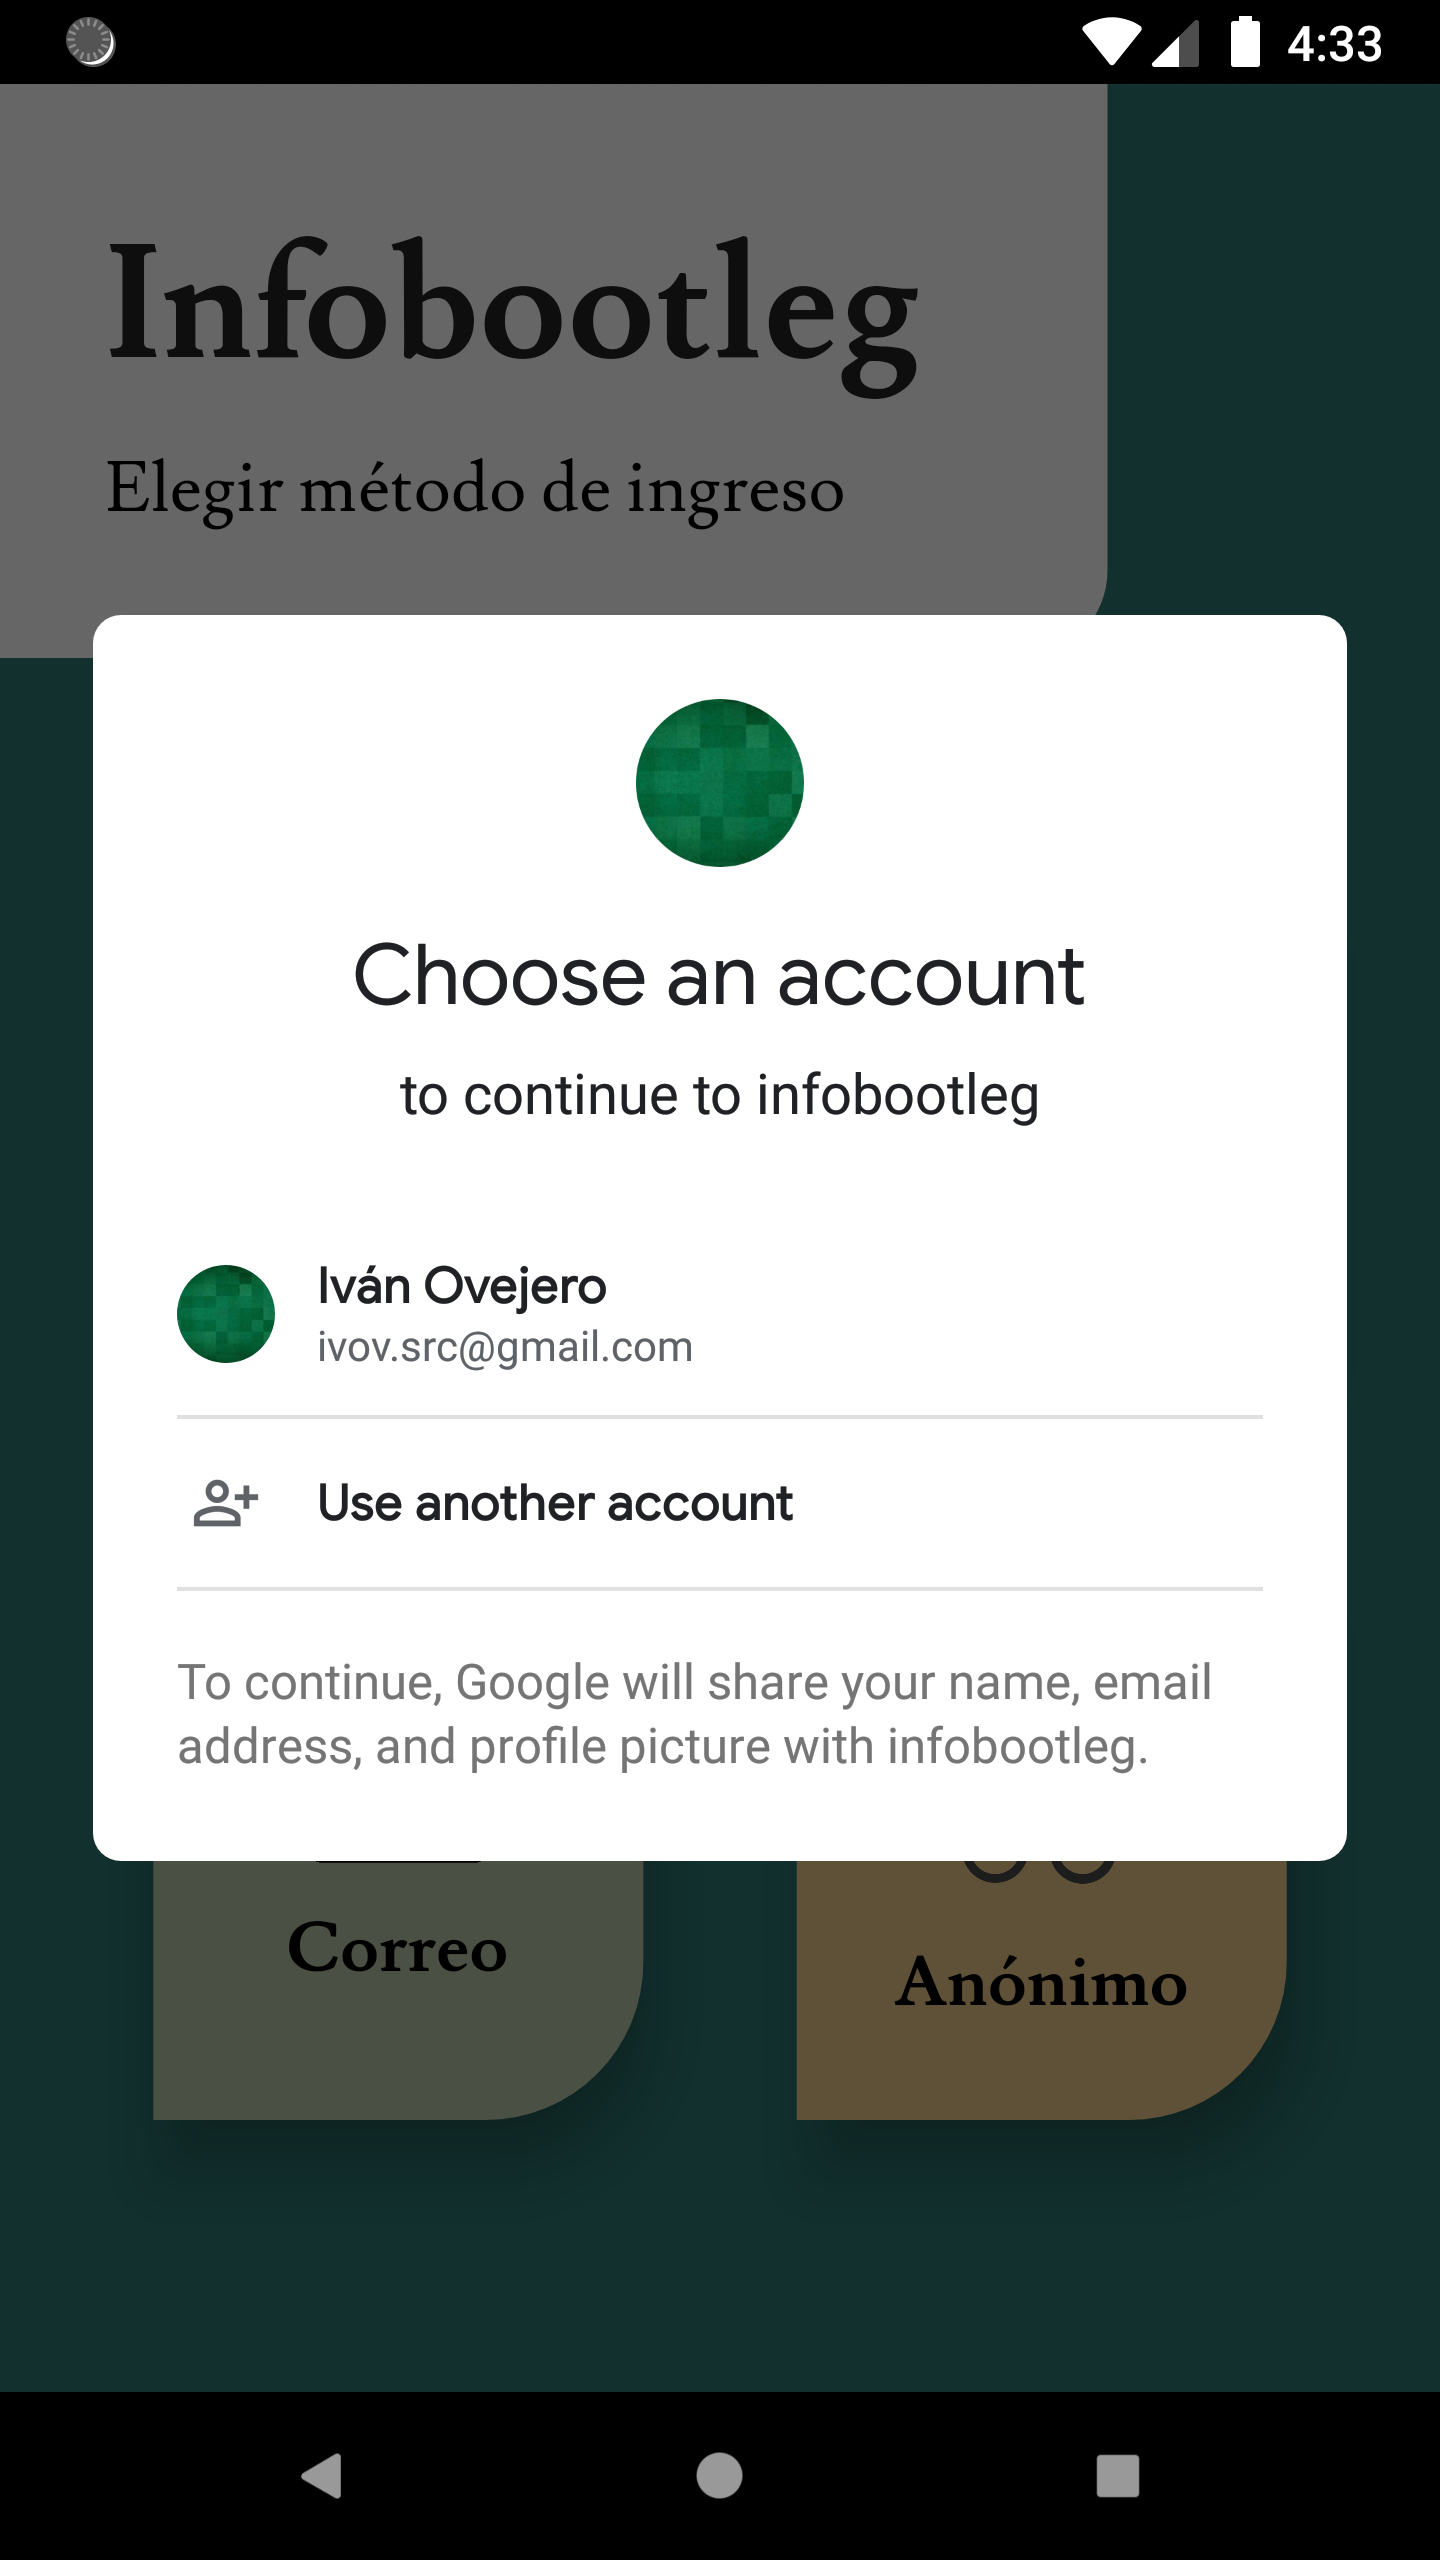 4:33
Infobootleg
Elegir método de ingreso
Choose an account
to continue to infobootleg
Iván Ovejero
ivov.src@gmail.com
Use another account
To continue, Google will share your name, email
address, and profile picture with infobootleg.
Correo
Anónimo